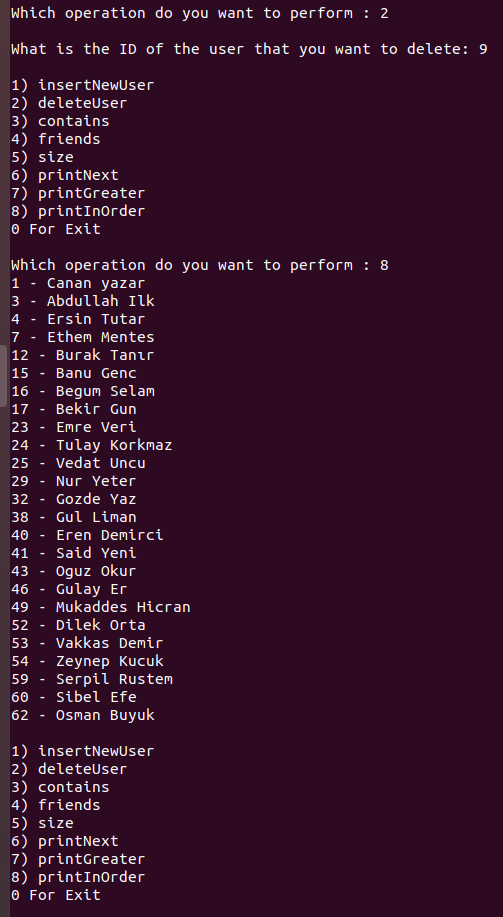 Which operation do you want to perform : 2
What is the ID of the user that you want to delete: 9
1) insertNewUser
2) deleteUser
3) contains
4) friends
5) size
6) printNext
7) printGreater
8) printInOrder
0 For Exit
Which operation do you want to perform : 8
1 - Canan yazar
3 - Abdullah Ilk
4 - Ersin Tutar
7 - Ethem Mentes
12 - Burak Tanır
15 - Banu Genc
16 - Begum Selam
17 - Bekir Gun
23 - Emre Veri
24 - Tulay Korkmaz
25 - Vedat Uncu
29 - Nur Yeter
32 - Gozde Yaz
38 - Gul Liman
40 - Eren Demirci
41 - Said Yeni
43 - Oguz Okur
46 - Gulay Er
49 - Mukaddes Hicran
52 - Dilek Orta
53 - Vakkas Demir
54 - Zeynep Kucuk
59 - Serpil Rustem
60 - Sibel Efe
62 - Osman Buyuk
1) insertNewUser
2) deleteUser
3) contains
4) friends
5) size
6) printNext
7) printGreater
8) printInOrder
0 For Exit